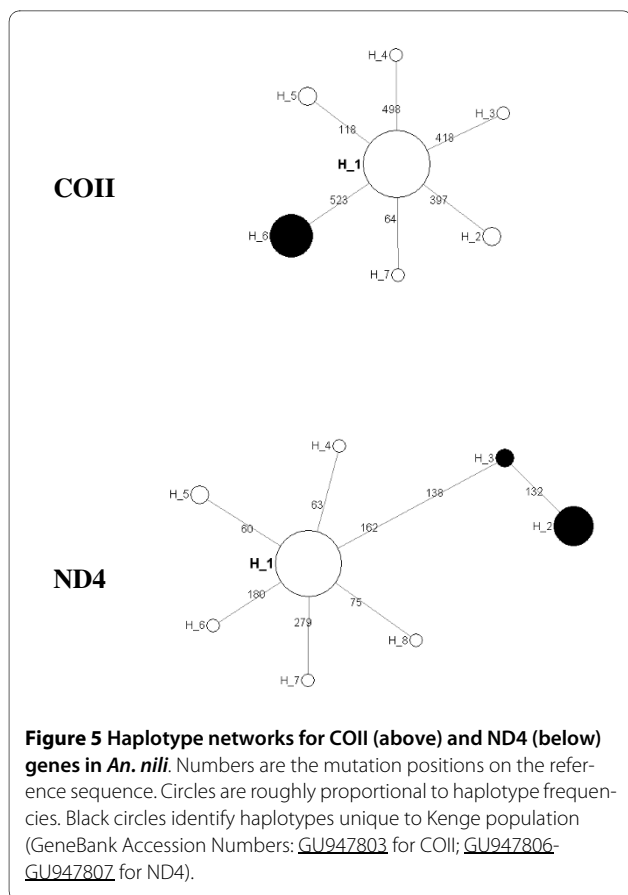 H_4
H_5
498
H_3
118
418
H_1
COII
523
397
64
H_6
H_2
H_7
H_4
H_3
138
132
H_5
63
H_2
60
162
H_1
ND4
180
75
279
H_6
H_8
H_7
Figure 5 Haplotype networks for COII (above) and ND4 (below)
genes in An. nili. Numbers are the mutation positions on the refer-
ence sequence. Circles are roughly proportional to haplotype frequen-
cies. Black circles identify haplotypes unique to Kenge population
(GeneBank Accession Numbers: GU947803 for COII; GU947806-
GU947807 for ND4).